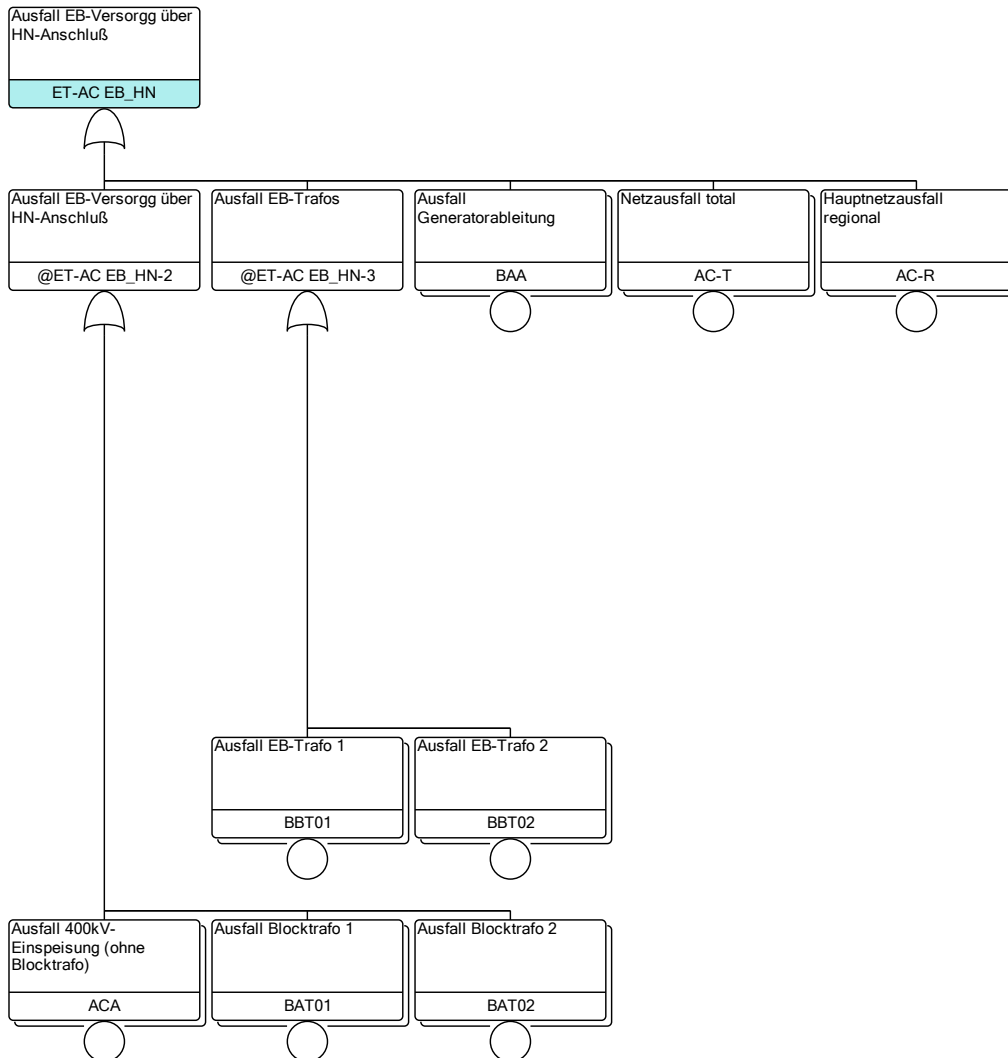 Ausfall EB-Versorgg über
HN-Anschluß
ET-AC EB_HN
Ausfall EB-Versorgg über
HN-Anschluß
@ET-AC EB_HN-2
Ausfall EB-Trafos
@ET-AC EB_HN-3
Ausfall
Generatorableitung
BAA
Netzausfall total
AC-T
Hauptnetzausfall
regional
AC-R
Ausfall EB-Trafo 1
BBT01
Ausfall EB-Trafo 2
BBT02
Ausfall 400kV-
Einspeisung (ohne
Blocktrafo)
ACA
Ausfall Blocktrafo 1
BAT01
Ausfall Blocktrafo 2
BAT02